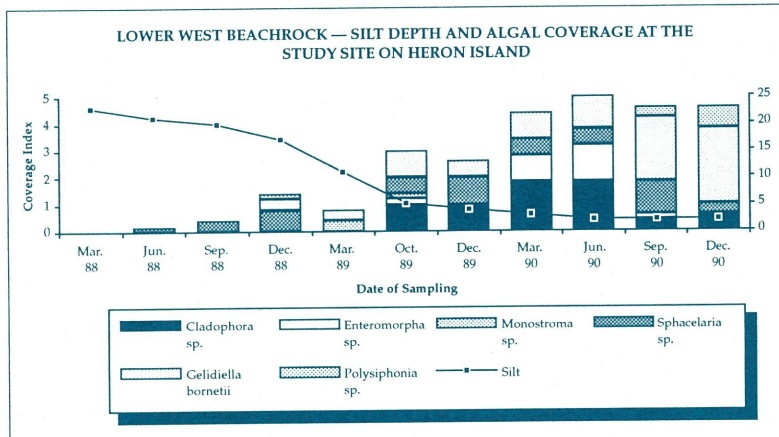 LOWER WEST BEACHROCK — SILT DEPTH AND ALGAL COVERAGE AT THE
STUDY SITE ON HERON ISLAND
Coverage Index
5
4
3
2
1
0
25
20
15
10
5
0
Mar. Jun. Sep. Dec. Mar. Oct. Dec. Mar. Jun. Sep. Dec.
88 88 88 88 89 89 89 90 90 90 90
Date of Sampling
Cladophora Enteromorpha Monostroma Sphacelaria
sp. sp. sp. sp.
Gelidiella Polysiphonia Silt
bornetii sp.